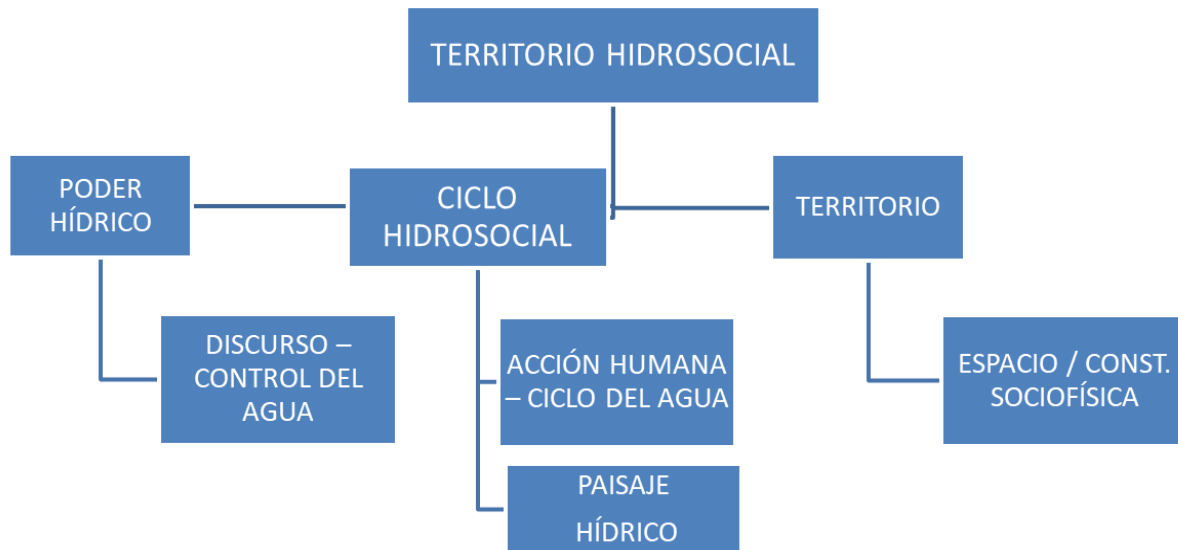 TERRITORIO HIDROSOCIAL
PODER
HÍDRICO
CICLO
HIDROSOCIAL
TERRITORIO
DISCURSO –
CONTROL DEL
AGUA
ACCIÓN HUMANA
– CICLO DEL AGUA
ESPACIO / CONST.
SOCIOFÍSICA
PAISAJE
HÍDRICO